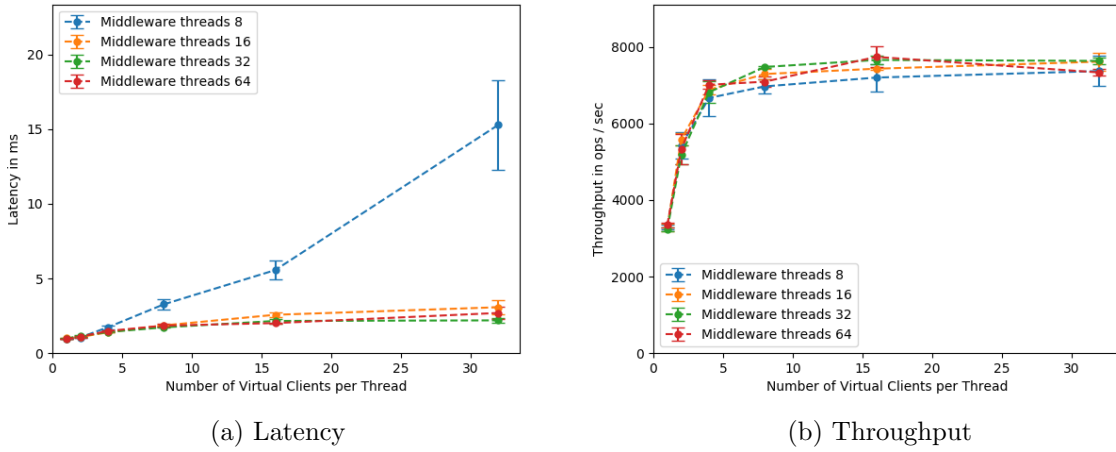 Middleware threads 8
Middleware threads 16
Middleware threads 32
Middleware threads 64
20
15
10
5
0
Latency in ms
0 5 10 15 20 25 30
Number of Virtual Clients per Thread
(a) Latency
8000
6000
4000
2000
0
Throughput in ops / sec
Middleware threads 8
Middleware threads 16
Middleware threads 32
Middleware threads 64
0 5 10 15 20 25 30
Number of Virtual Clients per Thread
(b) Throughput